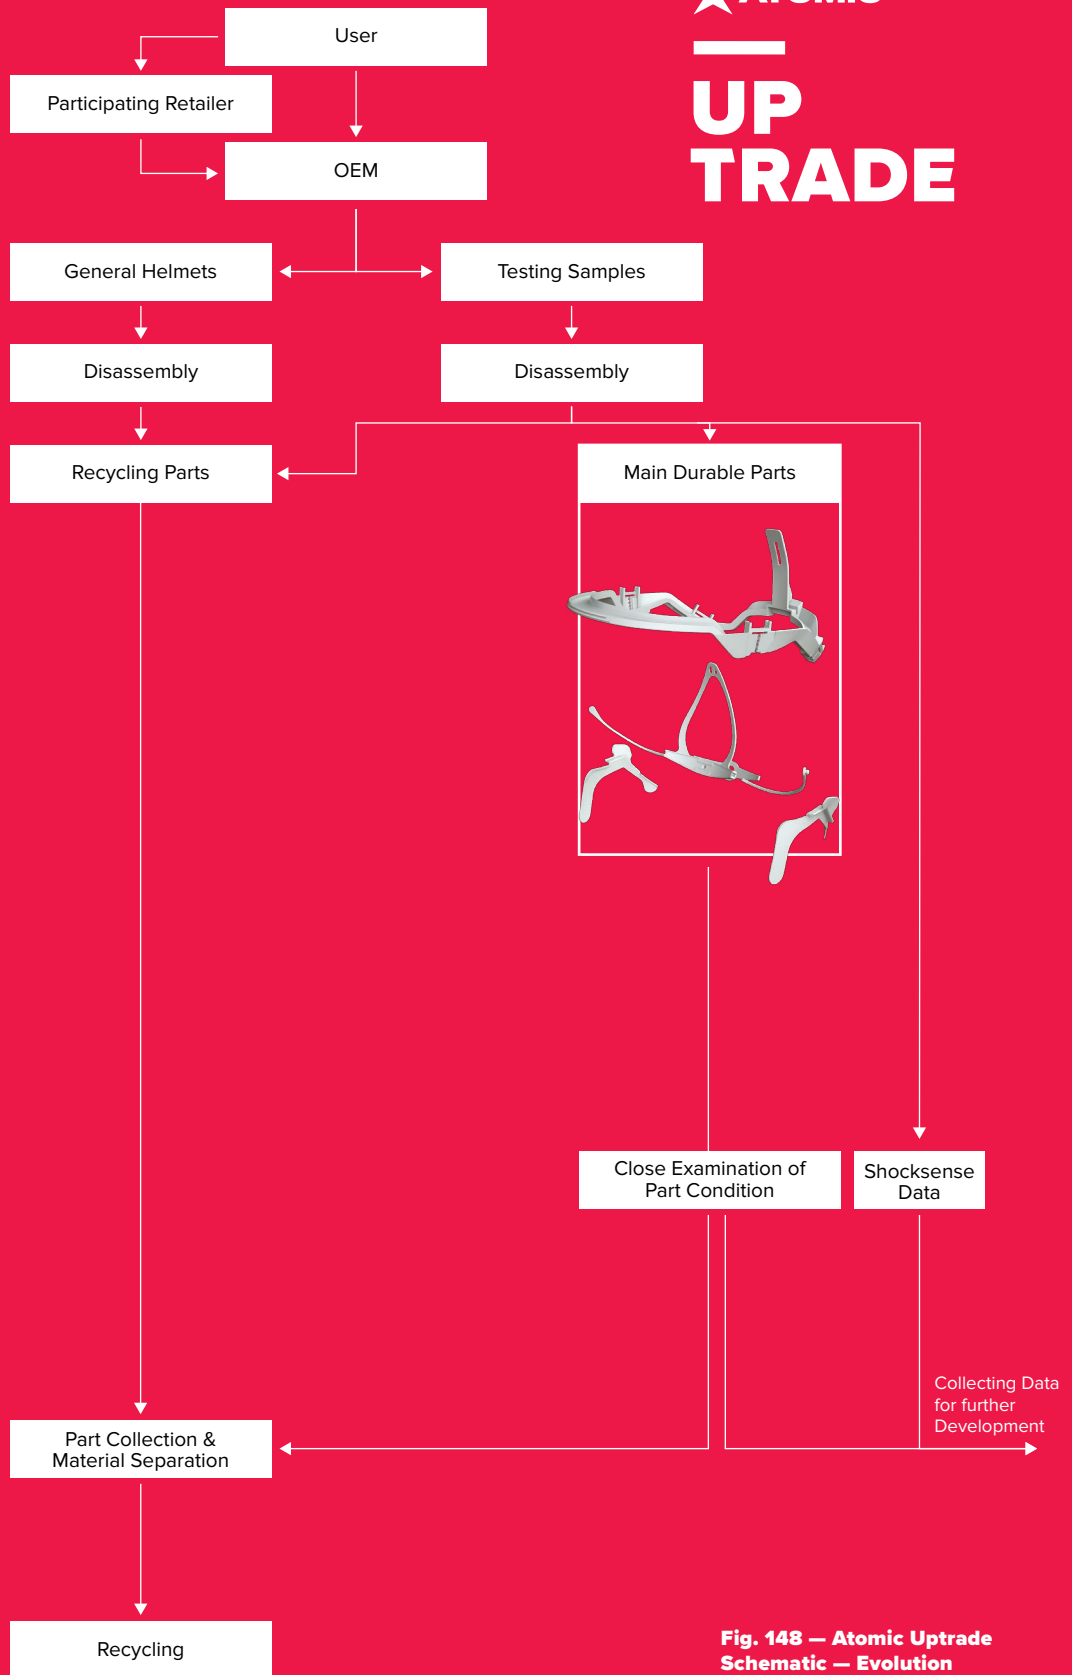 ATOMIC
UP
TRADE
User
Participating Retailer
OEM
General Helmets
Testing Samples
Disassembly
Disassembly
Recycling Parts
Main Durable Parts
Close Examination of
Part Condition
Shocksense
Data
Collecting Data
for further
Development
Part Collection &
Material Separation
Recycling
Fig. 148 — Atomic Uptrade
Schematic — Evolution